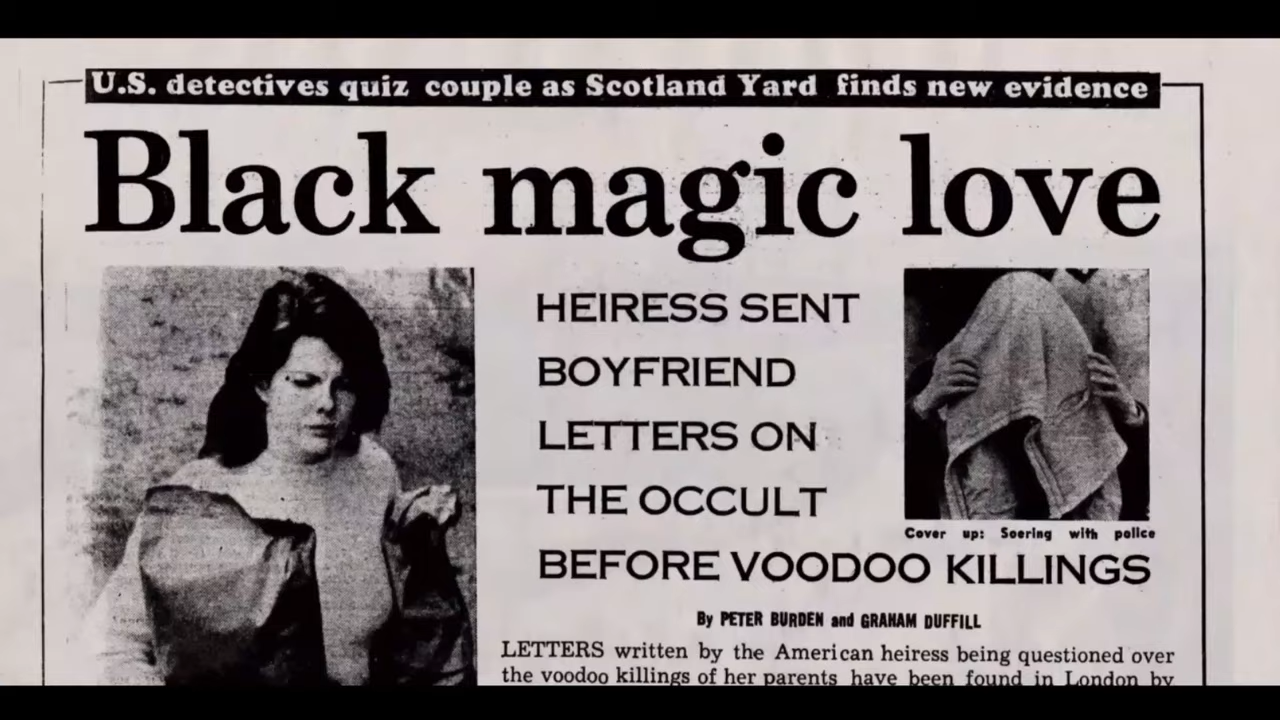 U.S. detectives quiz couple as Scotland Yard finds new evidence
Black magic love
HEIRESS SENT
BOYFRIEND
LETTERS ON
THE OCCULT
BEFORE VOODOO KILLINGS
Cover up: Soering with police
By PETER BURDEN and GRAHAM DUFFILL
LETTERS written by the American heiress being questioned over
the voodoo killings of her parents have been found in London by